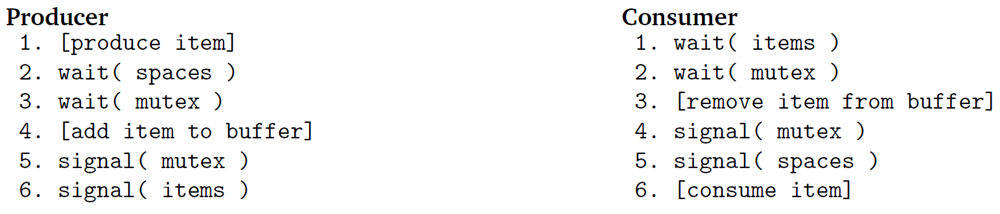 Producer
1. [produce item]
2. wait( spaces )
3. wait( mutex )
4. [add item to buffer]
5. signal( mutex )
6. signal( items )
Consumer
1. wait( items )
2. wait( mutex )
3. [remove item from buffer]
4. signal( mutex )
5. signal( spaces )
6. [consume item]